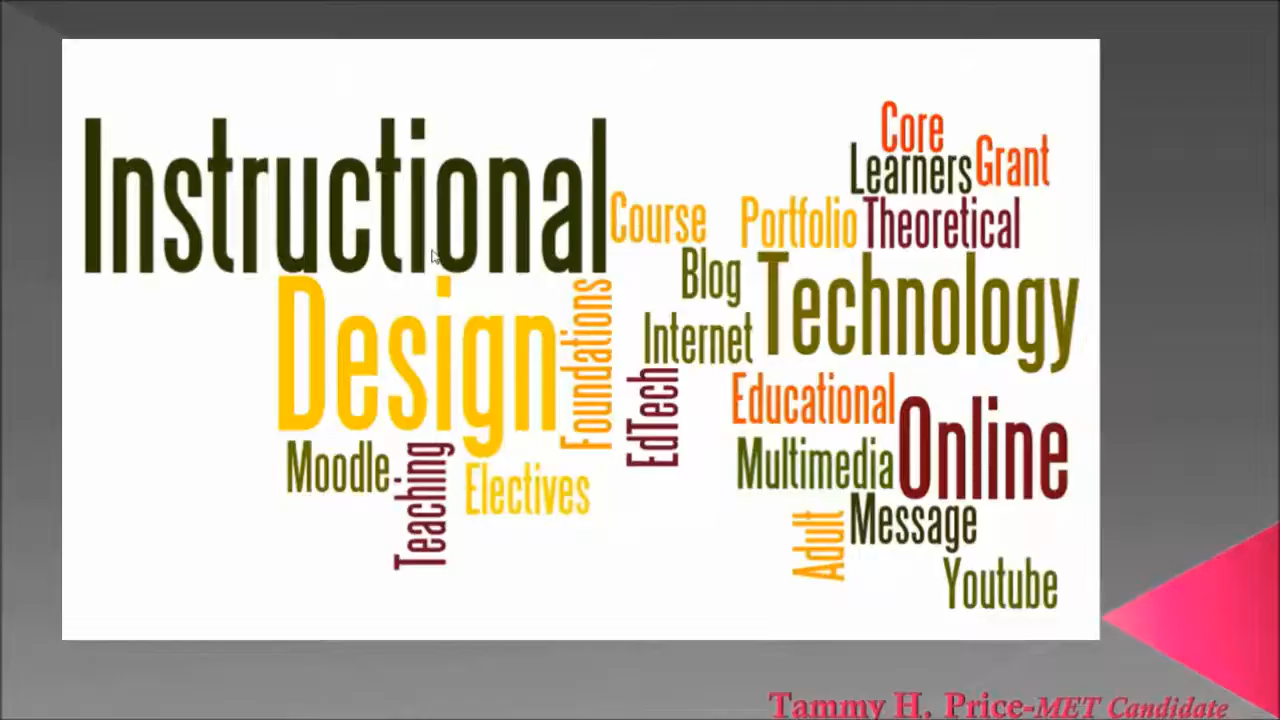 Instructional
Design
Course
Foundations
Moodle
Teaching
Electives
Core
Learners
Grant
Portfolio
Theoretical
Blog
Technology
Internet
EdTech
Educational
Online
Multimedia
Message
Adult
Youtube
Tammy H. Price-MET Candidate